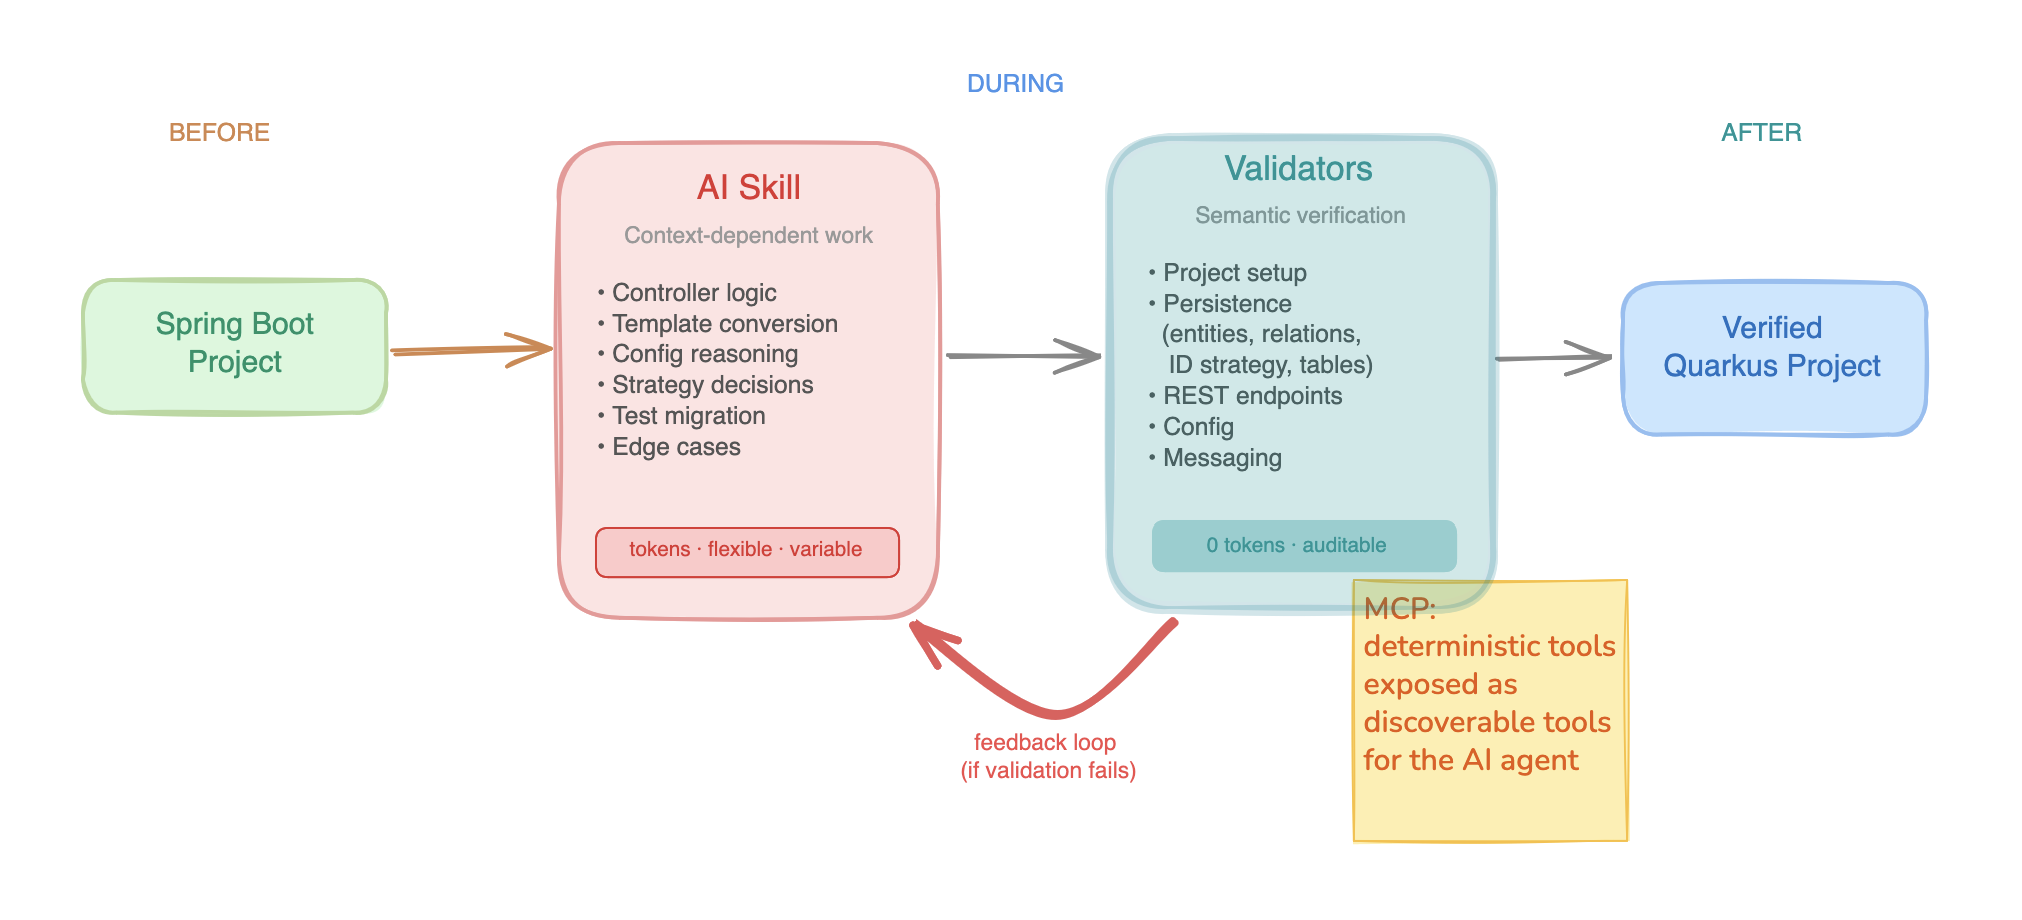 DURING
BEFORE
AFTER
Spring Boot
Project
AI Skill
Context-dependent work
• Controller logic
• Template conversion
• Config reasoning
• Strategy decisions
• Test migration
• Edge cases
tokens · flexible · variable
Validators
Semantic verification
• Project setup
• Persistence
(entities, relations,
ID strategy, tables)
• REST endpoints
• Config
• Messaging
0 tokens · auditable
Verified
Quarkus Project
MCP:
deterministic tools
exposed as
discoverable tools
for the AI agent
feedback loop
(if validation fails)